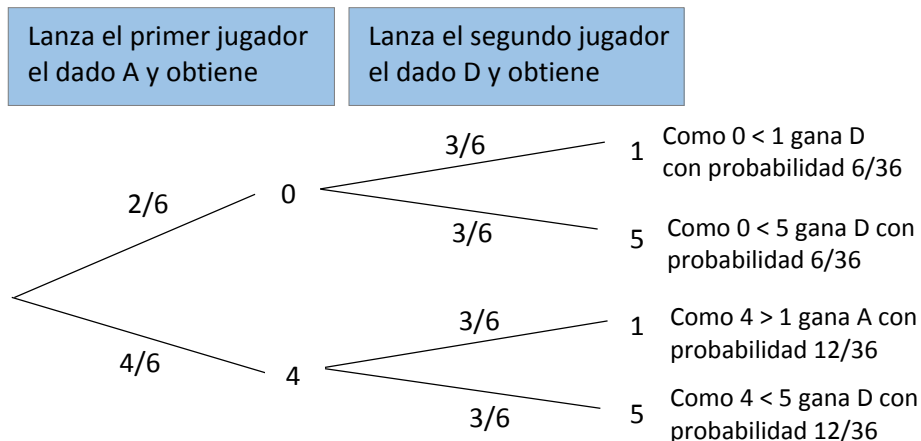 Lanza el primer jugador
el dado A y obtiene
Lanza el segundo jugador
el dado D y obtiene
2/6
0
3/6
1
Como 0 < 1 gana D
con probabilidad 6/36
3/6
5
Como 0 < 5 gana D con
probabilidad 6/36
4/6
4
3/6
1
Como 4 > 1 gana A con
probabilidad 12/36
3/6
5
Como 4 < 5 gana D con
probabilidad 12/36